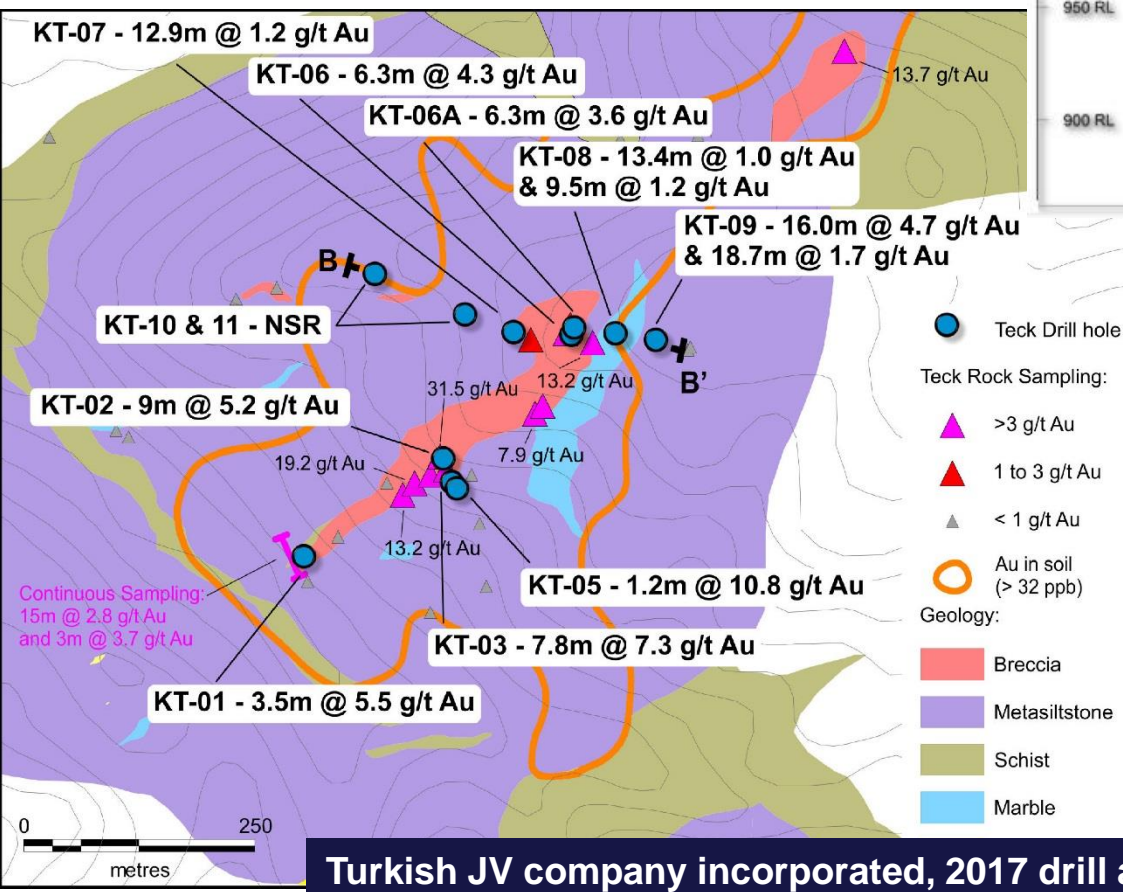 950 RL
900 RL
KT-07 - 12.9m @ 1.2 g/t Au
KT-06 - 6.3m @ 4.3 g/t Au
KT-06A - 6.3m @ 3.6 g/t Au
KT-08 - 13.4m @ 1.0 g/t Au
& 9.5m @ 1.2 g/t Au
KT-09 - 16.0m @ 4.7 g/t Au
& 18.7m @ 1.7 g/t Au
13.7 g/t Au
B
KT-10 & 11 - NSR
B'
31.5 g/t Au
13.2 g/t Au
KT-02 - 9m @ 5.2 g/t Au
19.2 g/t Au
7.9 g/t Au
13.2 g/t Au
KT-05 - 1.2m @ 10.8 g/t Au
Continuous Sampling:
15m @ 2.8 g/t Au
and 3m @ 3.7 g/t Au
KT-03 - 7.8m @ 7.3 g/t Au
KT-01 - 3.5m @ 5.5 g/t Au
0 250
metres
Teck Drill hole
Teck Rock Sampling:
>3 g/t Au
1 to 3 g/t Au
< 1 g/t Au
Au in soil
(> 32 ppb)
Geology:
Breccia
Metasiltstone
Schist
Marble
Turkish JV company incorporated, 2017 drill a